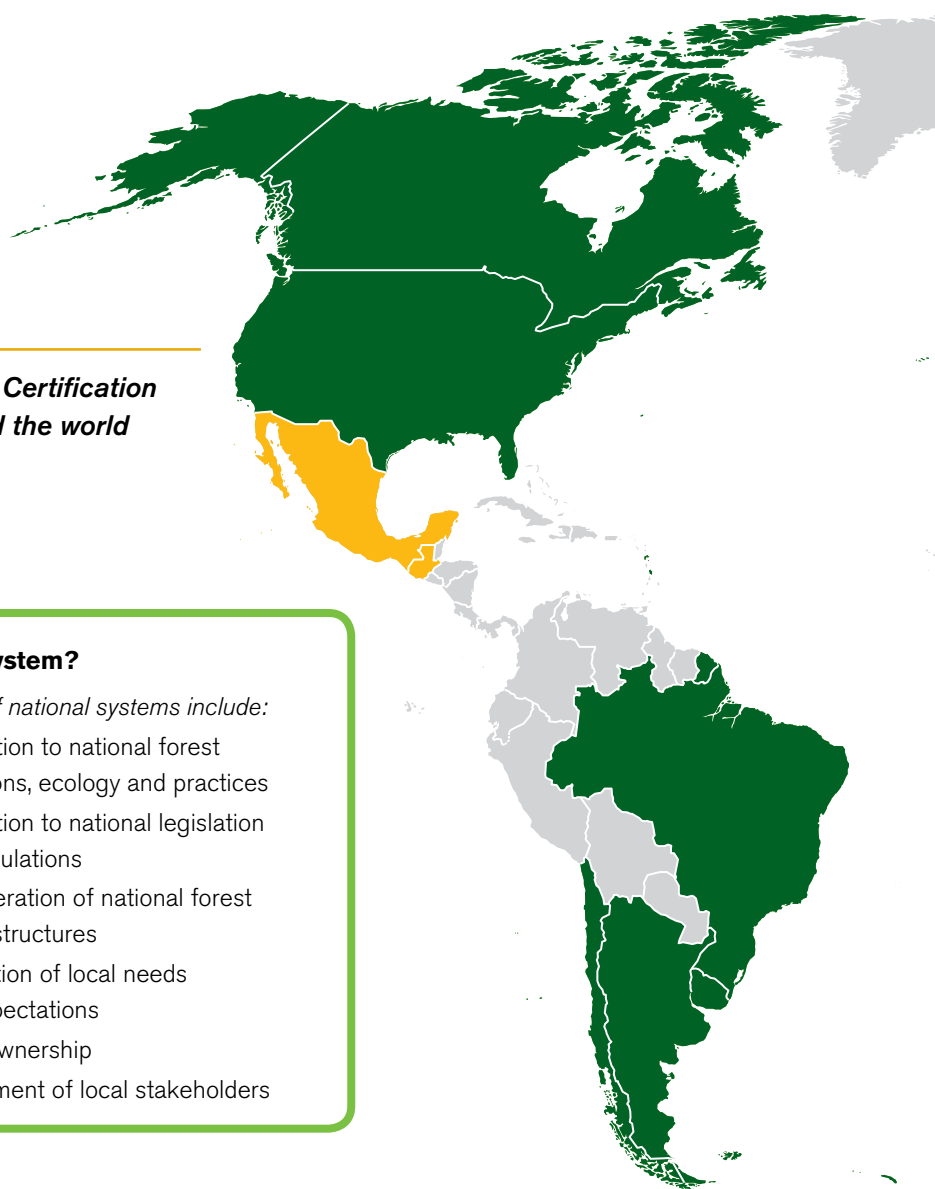 Certification
the world
ystem?
national systems include:
tion to national forest
ons, ecology and practices
tion to national legislation
ulations
eration of national forest
structures
tion of local needs
pectations
wnership
ment of local stakeholders